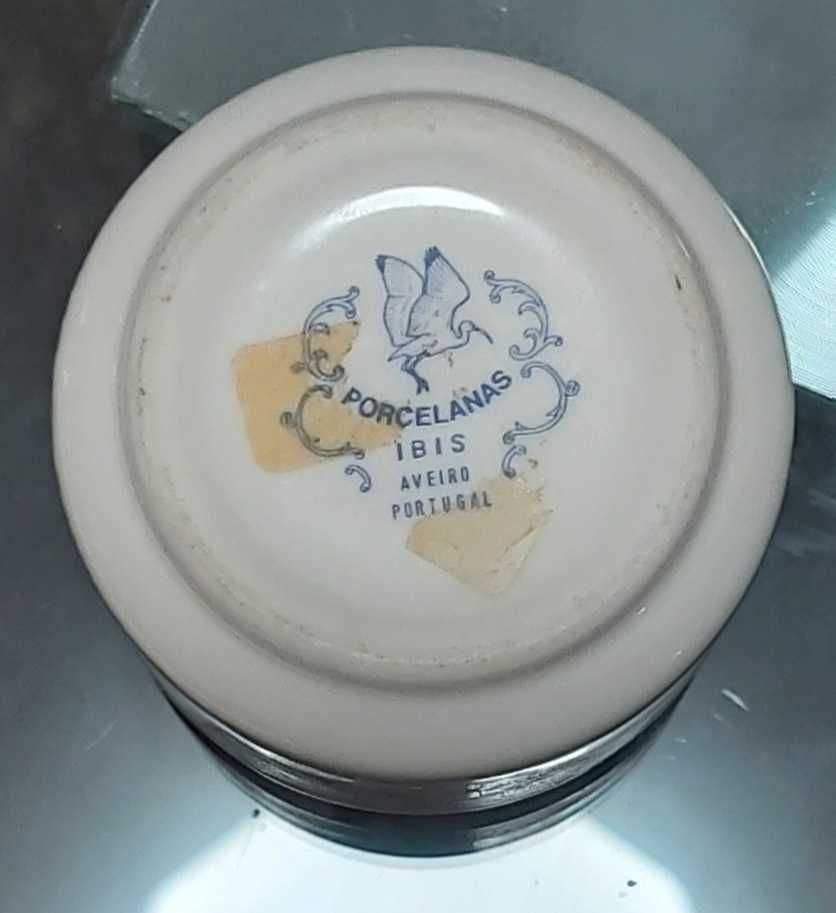 PORCELANAS
IBIS
AVEIRO
PORTUGAL